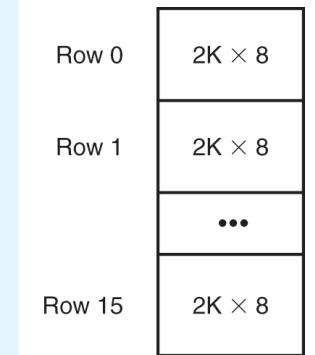 Row 0 2K × 8
Row 1 2K × 8
•••
Row 15 2K × 8